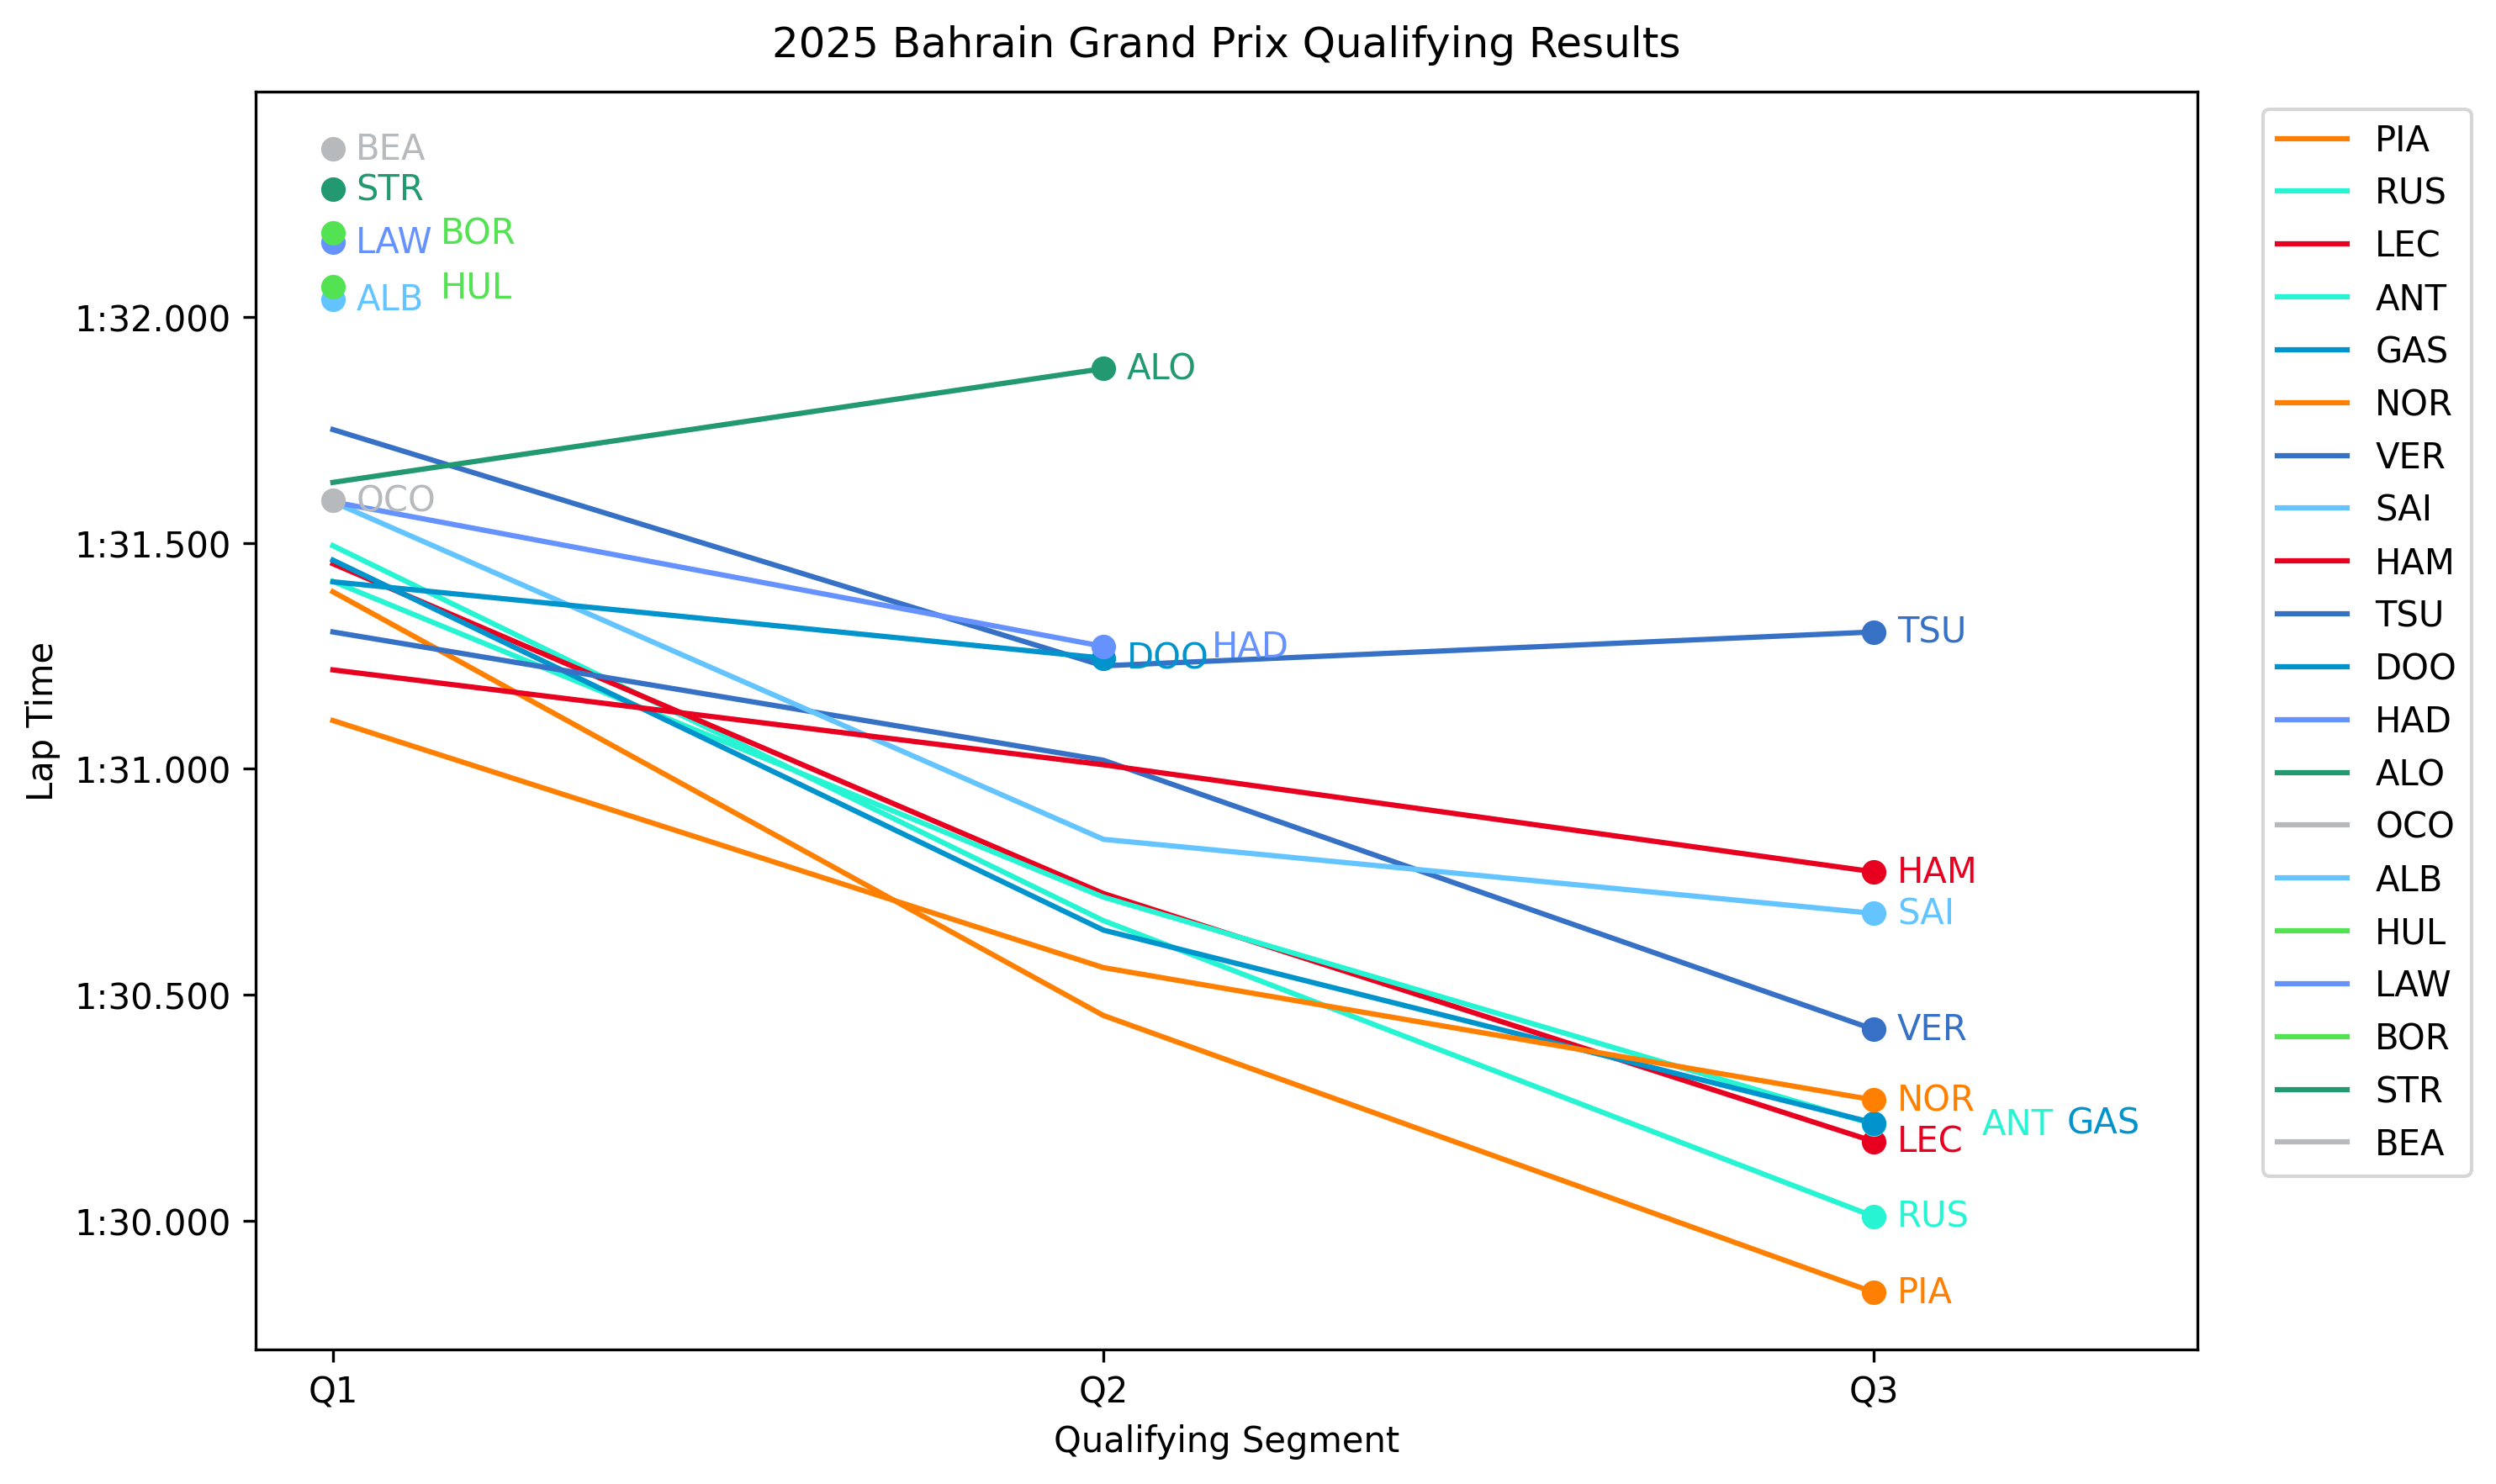 2025 Bahrain Grand Prix Qualifying Results
BEA
STR
LAW BOR
ALB HUL
ALO
OCO
DOO HAD
TSU
HAM
SAI
VER
NOR
ANT GAS
LEC
RUS
PIA
1:32.000
1:31.500
1:31.000
1:30.500
1:30.000
Lap Time
Q1 Q2 Q3
Qualifying Segment
PIA
RUS
LEC
ANT
GAS
NOR
VER
SAI
HAM
TSU
DOO
HAD
ALO
OCO
ALB
HUL
LAW
BOR
STR
BEA